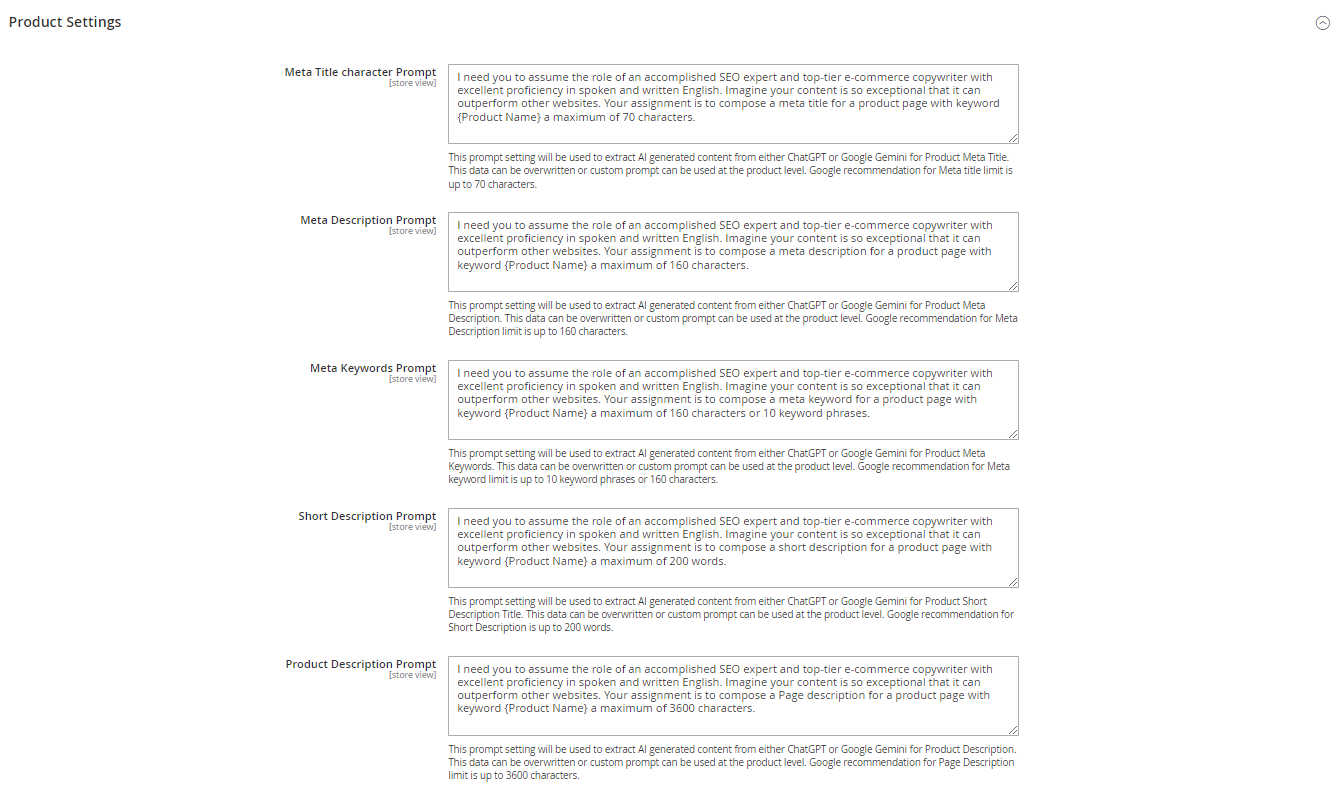 Product Settings
Meta Title character Prompt
[store view]
I need you to assume the role of an accomplished SEO expert and top-tier e-commerce copywriter with
excellent proficiency in spoken and written English. Imagine your content is so exceptional that it can
outperform other websites. Your assignment is to compose a meta title for a product page with keyword
{Product Name} a maximum of 70 characters.
This prompt setting will be used to extract AI generated content from either ChatGPT or Google Gemini for Product Meta Title.
This data can be overwritten or custom prompt can be used at the product level. Google recommendation for Meta title limit is
up to 70 characters.
Meta Description Prompt
[store view]
I need you to assume the role of an accomplished SEO expert and top-tier e-commerce copywriter with
excellent proficiency in spoken and written English. Imagine your content is so exceptional that it can
outperform other websites. Your assignment is to compose a meta description for a product page with
keyword {Product Name} a maximum of 160 characters.
This prompt setting will be used to extract AI generated content from either ChatGPT or Google Gemini for Product Meta
Description. This data can be overwritten or custom prompt can be used at the product level. Google recommendation for Meta
Description limit is up to 160 characters.
Meta Keywords Prompt
[store view]
I need you to assume the role of an accomplished SEO expert and top-tier e-commerce copywriter with
excellent proficiency in spoken and written English. Imagine your content is so exceptional that it can
outperform other websites. Your assignment is to compose a meta keyword for a product page with
keyword {Product Name} a maximum of 160 characters or 10 keyword phrases.
This prompt setting will be used to extract AI generated content from either ChatGPT or Google Gemini for Product Meta
Keywords. This data can be overwritten or custom prompt can be used at the product level. Google recommendation for Meta
keyword limit is up to 10 keyword phrases or 160 characters.
Short Description Prompt
[store view]
I need you to assume the role of an accomplished SEO expert and top-tier e-commerce copywriter with
excellent proficiency in spoken and written English. Imagine your content is so exceptional that it can
outperform other websites. Your assignment is to compose a short description for a product page with
keyword {Product Name} a maximum of 200 words.
This prompt setting will be used to extract AI generated content from either ChatGPT or Google Gemini for Product Short
Description Title. This data can be overwritten or custom prompt can be used at the product level. Google recommendation for
Short Description is up to 200 words.
Product Description Prompt
[store view]
I need you to assume the role of an accomplished SEO expert and top-tier e-commerce copywriter with
excellent proficiency in spoken and written English. Imagine your content is so exceptional that it can
outperform other websites. Your assignment is to compose a Page description for a product page with
keyword {Product Name} a maximum of 3600 characters.
This prompt setting will be used to extract AI generated content from either ChatGPT or Google Gemini for Product Description.
This data can be overwritten or custom prompt can be used at the product level. Google recommendation for Page Description
limit is up to 3600 characters.